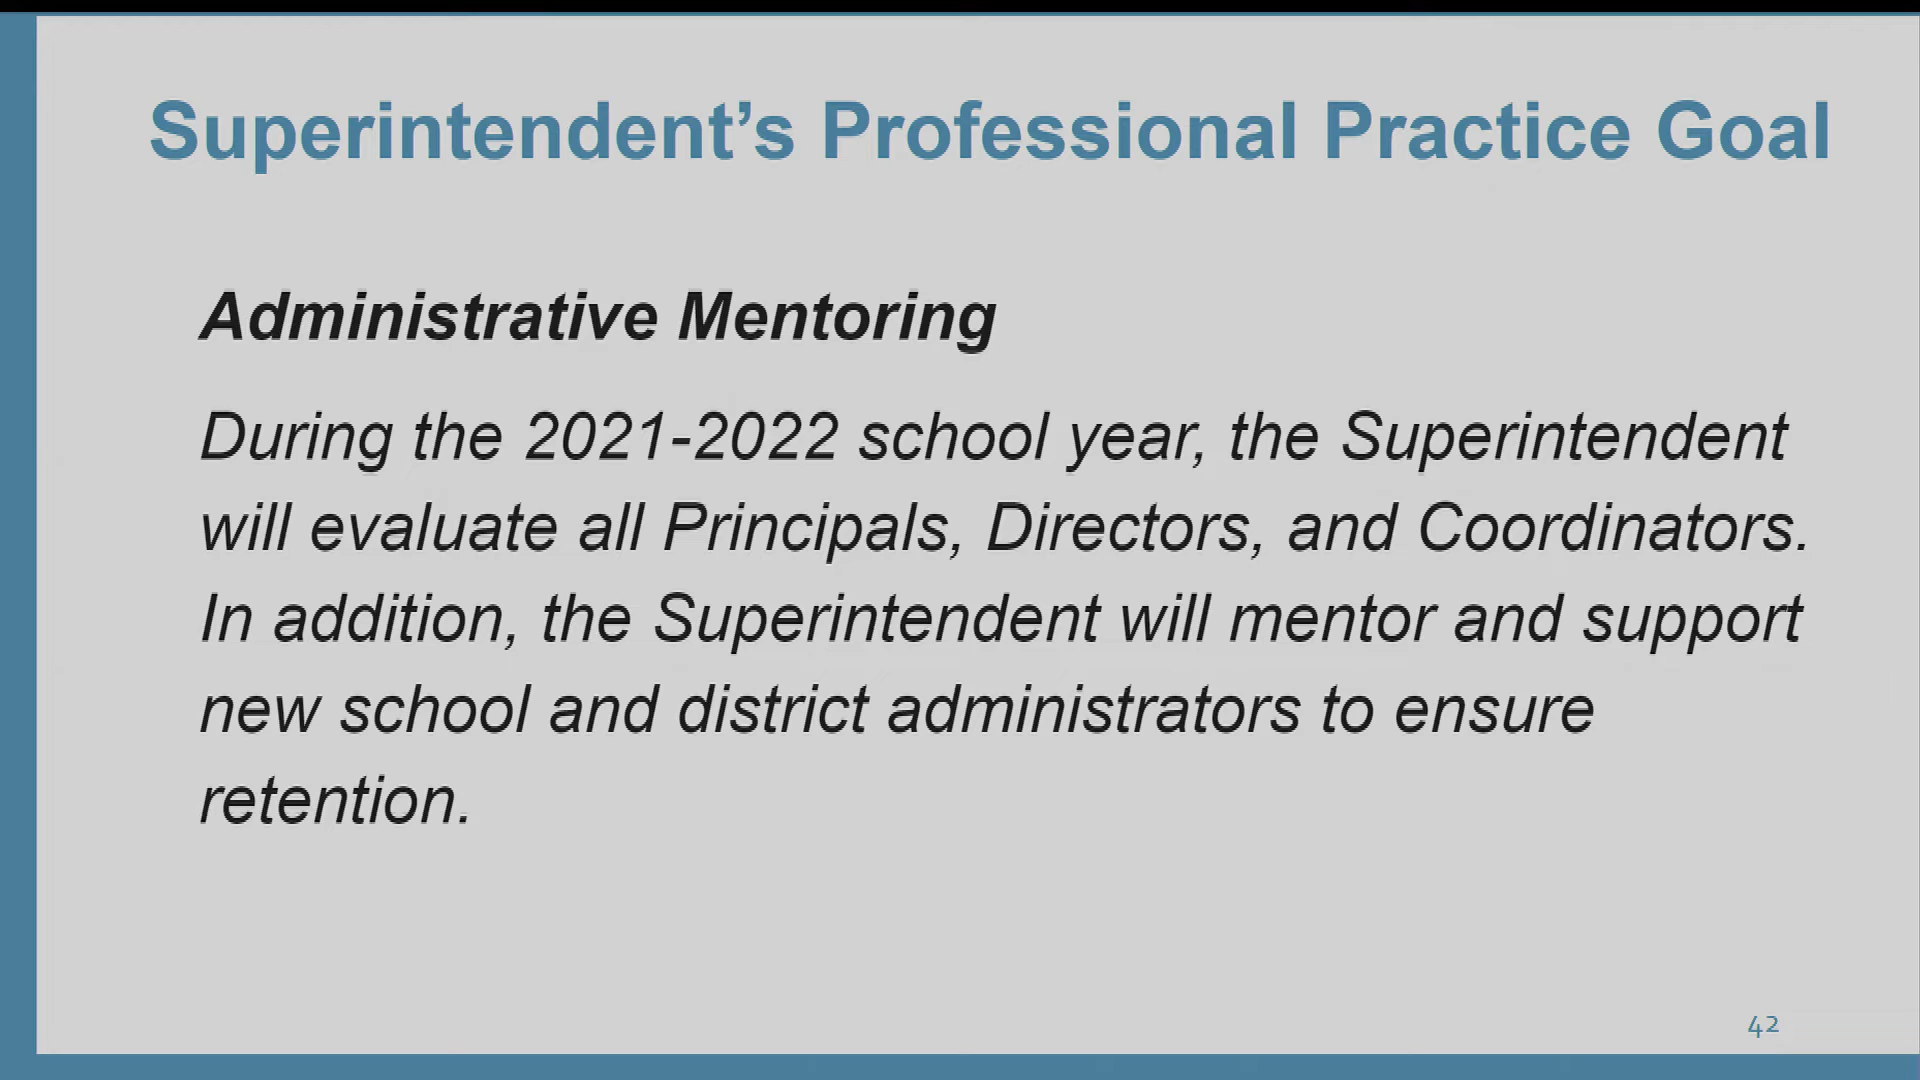 Superintendent’s Professional Practice Goal
Administrative Mentoring
During the 2021-2022 school year, the Superintendent
will evaluate all Principals, Directors, and Coordinators.
In addition, the Superintendent will mentor and support
new school and district administrators to ensure
retention.
42